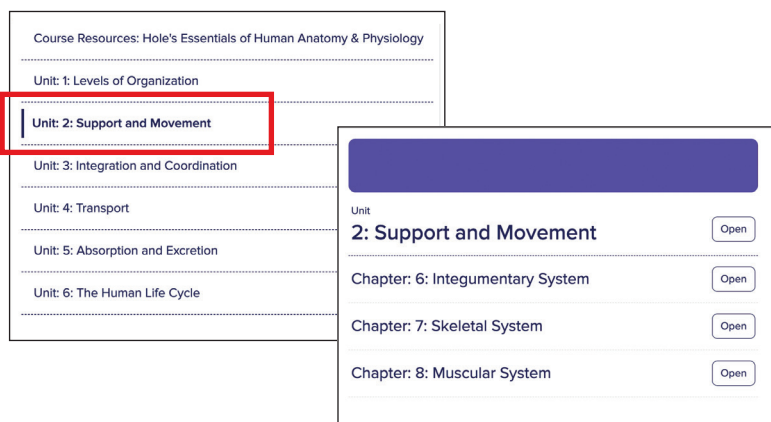 Course Resources: Hole's Essentials of Human Anatomy & Physiology
Unit: 1: Levels of Organization
Unit: 2: Support and Movement
Unit: 3: Integration and Coordination
Unit: 4: Transport
Unit: 5: Absorption and Excretion
Unit: 6: The Human Life Cycle
Unit
2: Support and Movement
Open
Chapter: 6: Integumentary System
Open
Chapter: 7: Skeletal System
Open
Chapter: 8: Muscular System
Open